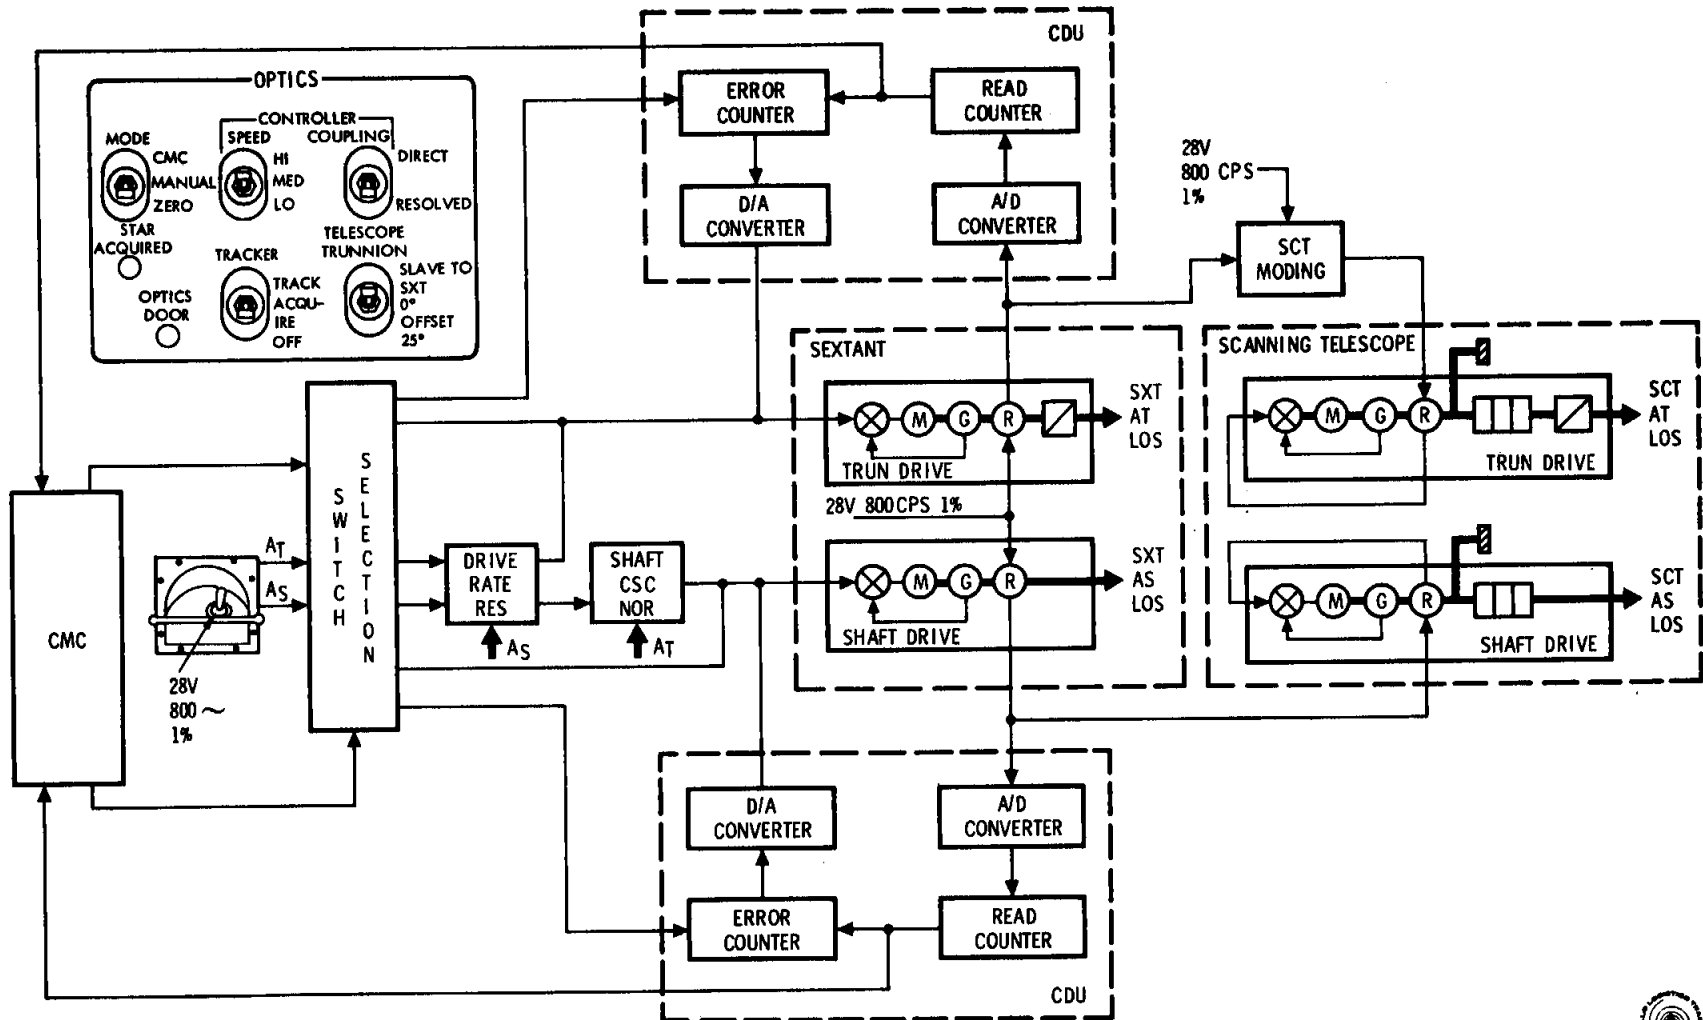 CDU
ERROR
COUNTER
READ
COUNTER
D/A
CONVERTER
A/D
CONVERTER
OPTICS
CONTROLLER
MODE
CMC
MANUAL
ZERO
SPEED
HI
MED
LO
COUPLING
DIRECT
RESOLVED
STAR
ACQUIRED
OPTICS
DOOR
TRACKER
TRACK
ACQU-
IRE
OFF
TELESCOPE
TRUNNION
SLAVE TO
SXT
0°
OFFSET
25°
28V
800 CPS
1%
SCT
MODING
SEXTANT
M
G
R
TRUN DRIVE
SXT
AT
LOS
28V 800CPS 1%
M
G
R
SHAFT DRIVE
SXT
AS
LOS
SCANNING TELESCOPE
M
G
R
TRUN DRIVE
SCT
AT
LOS
M
G
R
SHAFT DRIVE
SCT
AS
LOS
CMC
AT
AS
28V
800 ~
1%
SWITCH
SELECTION
DRIVE
RATE
RES
AS
SHAFT
CSC
NOR
AT
D/A
CONVERTER
A/D
CONVERTER
ERROR
COUNTER
READ
COUNTER
CDU